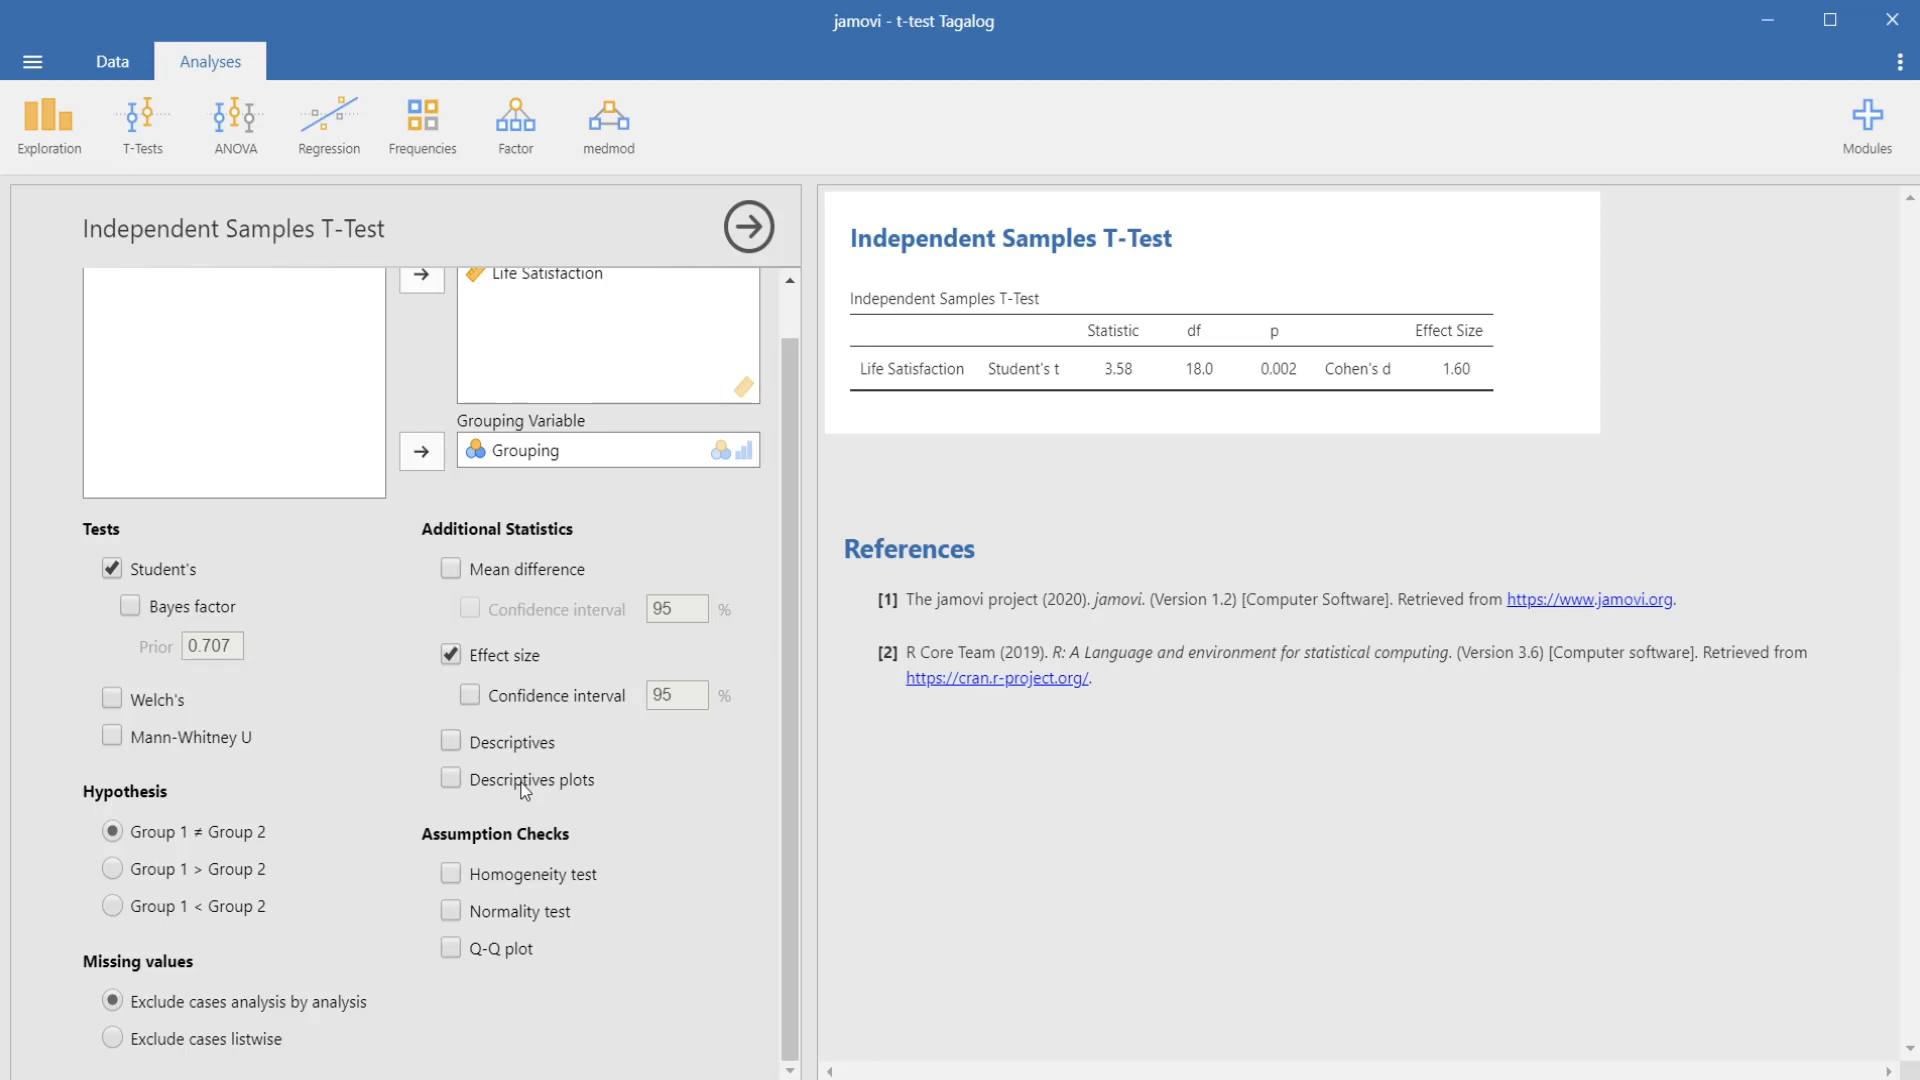 jamovi - t-test Tagalog
Data
Analyses
Exploration
T-Tests
ANOVA
Regression
Frequencies
Factor
medmod
Modules
Independent Samples T-Test
Life Satisfaction
Grouping Variable
Grouping
Tests
Student's
Bayes factor
Prior 0.707
Welch's
Mann-Whitney U
Hypothesis
Group 1 ≠ Group 2
Group 1 > Group 2
Group 1 < Group 2
Missing values
Exclude cases analysis by analysis
Exclude cases listwise
Additional Statistics
Mean difference
Confidence interval 95 %
Effect size
Confidence interval 95 %
Descriptives
Descriptives plots
Assumption Checks
Homogeneity test
Normality test
Q-Q plot
Independent Samples T-Test
Independent Samples T-Test
Statistic df p Effect Size
Life Satisfaction Student's t 3.58 18.0 0.002 Cohen's d 1.60
References
[1] The jamovi project (2020). jamovi. (Version 1.2) [Computer Software]. Retrieved from https://www.jamovi.org.
[2] R Core Team (2019). R: A Language and environment for statistical computing. (Version 3.6) [Computer software]. Retrieved from
https://cran.r-project.org/.